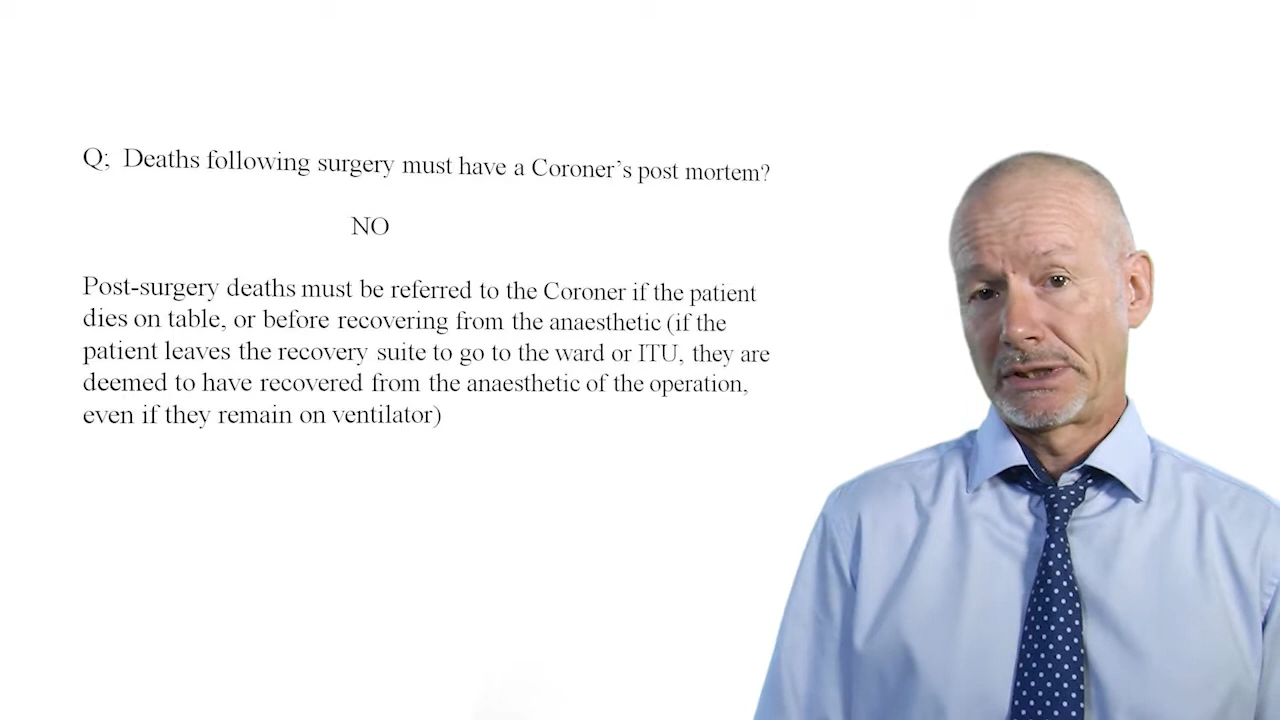 Q; Deaths following surgery must have a Coroner’s post mortem?
NO
Post-surgery deaths must be referred to the Coroner if the patient
dies on table, or before recovering from the anaesthetic (if the
patient leaves the recovery suite to go to the ward or ITU, they are
deemed to have recovered from the anaesthetic of the operation,
even if they remain on ventilator)